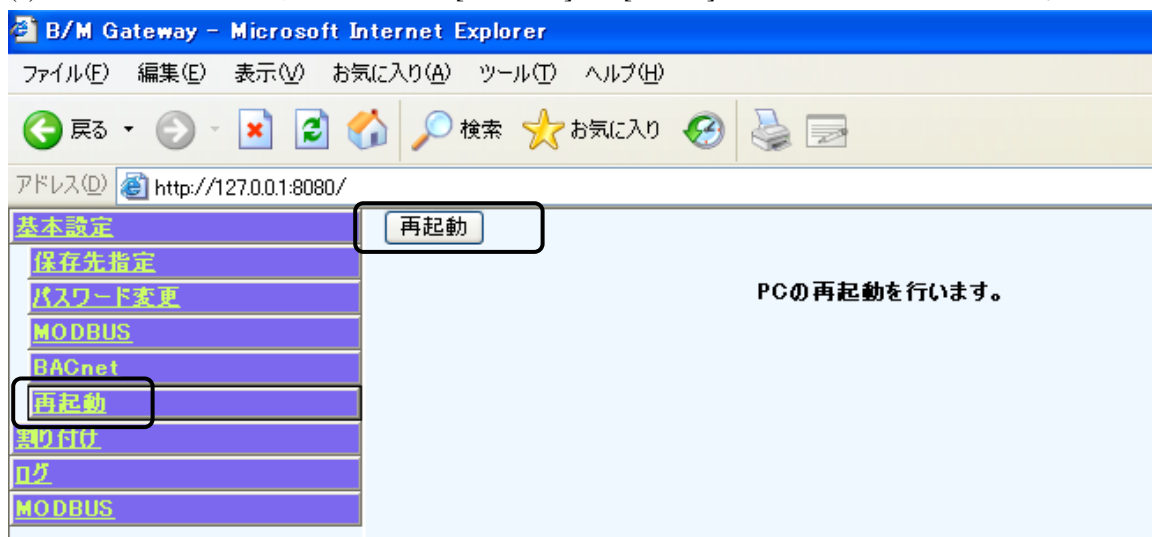 B/M Gateway - Microsoft Internet Explorer
ファイル(F) 編集(E) 表示(V) お気に入り(A) ツール(T) ヘルプ(H)
戻る 検索 お気に入り
アドレス(D) http://127.0.0.1:8080/
基本設定
再起動
保存先指定
パスワード変更
PCの再起動を行います。
MODBUS
BACnet
再起動
割り付け
ログ
MODBUS